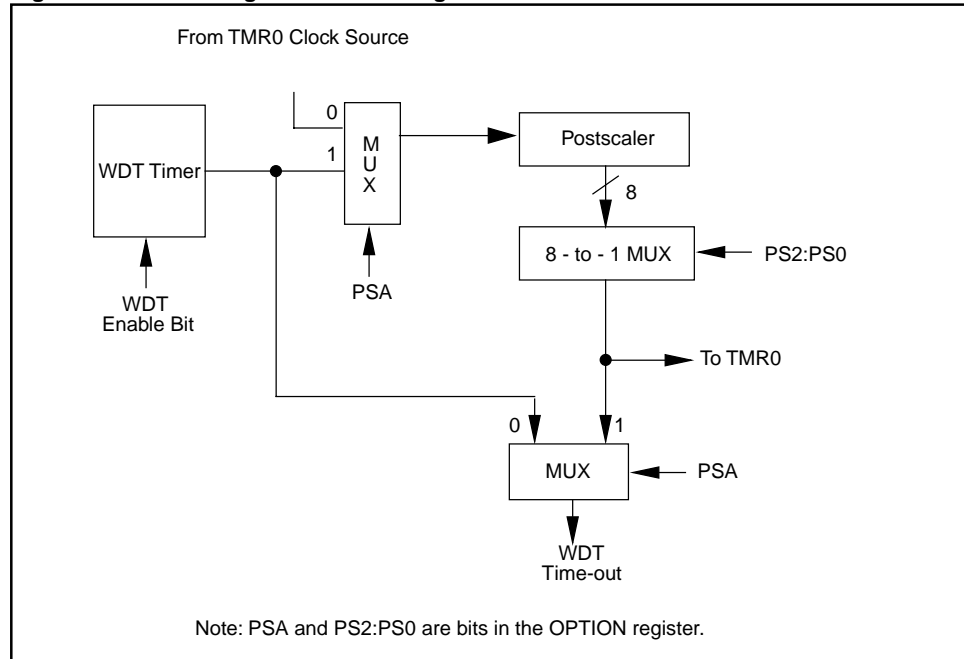 From TMR0 Clock Source
0
1
M
U
X
WDT Timer
Postscaler
8
8 - to - 1 MUX
PS2:PS0
PSA
WDT
Enable Bit
To TMR0
0
1
MUX
PSA
WDT
Time-out
Note: PSA and PS2:PS0 are bits in the OPTION register.